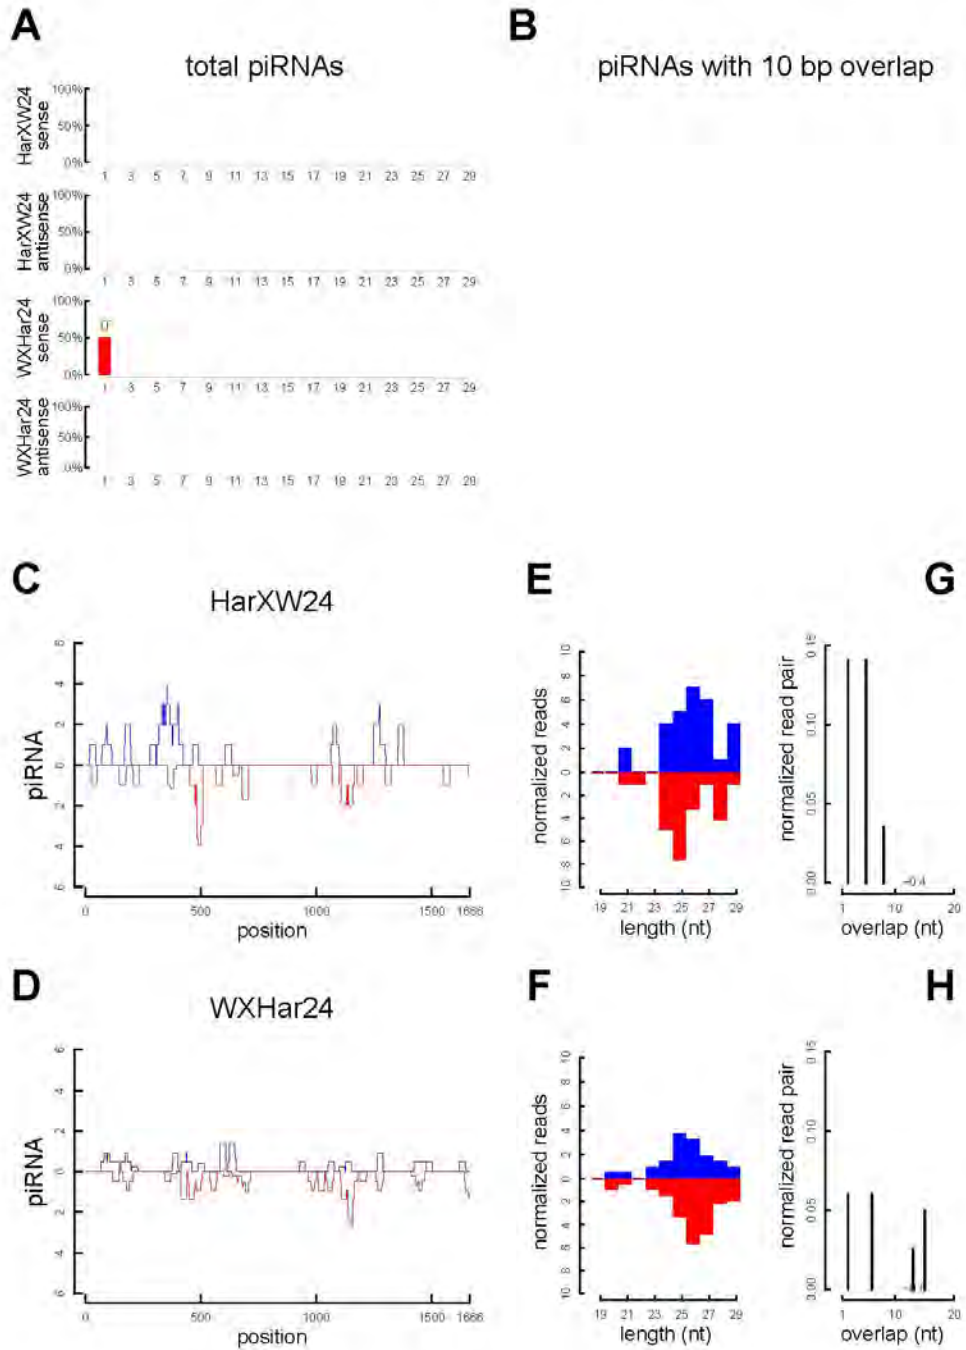 A
B
total piRNAs
piRNAs with 10 bp overlap
HarXW24
sense
100%
50%
0%
1 3 5 7 9 11 13 15 17 19 21 23 25 27 29
HarXW24
antisense
100%
50%
0%
1 3 5 7 9 11 13 15 17 19 21 23 25 27 29
WXHar24
sense
100%
50%
0%
U
1 3 5 7 9 11 13 15 17 19 21 23 25 27 29
WXHar24
antisense
100%
50%
0%
1 3 5 7 9 11 13 15 17 19 21 23 25 27 29
C
HarXW24
piRNA
6
4
2
0
2
4
6
0 500 1000 1500 1666
position
E
normalized reads
10
8
6
4
2
0
2
4
6
8
10
19 21 23 25 27 29
length (nt)
G
normalized read pair
0.15
0.10
0.05
0.00
-0.4
1 10 20
overlap (nt)
D
WXHar24
piRNA
6
4
2
0
2
4
6
0 500 1000 1500 1666
position
F
normalized reads
10
8
6
4
2
0
2
4
6
8
10
19 21 23 25 27 29
length (nt)
H
normalized read pair
0.15
0.10
0.05
0.00
1 10 20
overlap (nt)